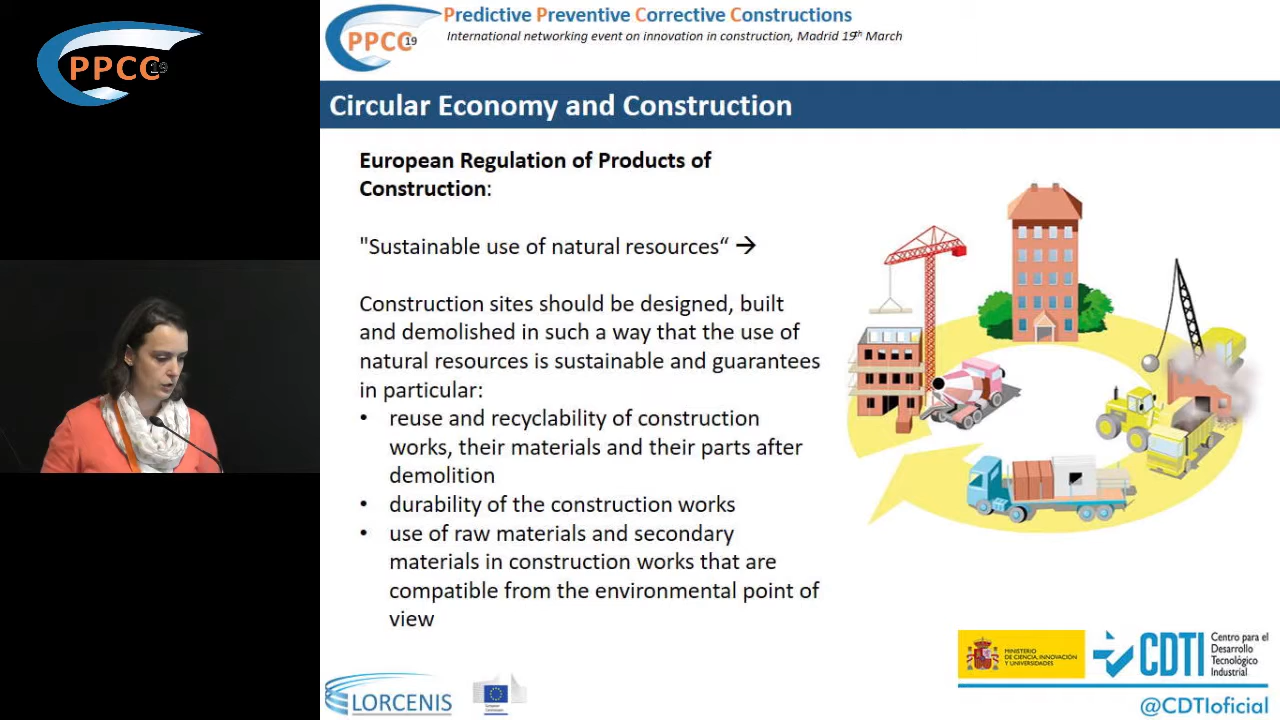 PPCC19
PPCC19
Predictive Preventive Corrective Constructions
International networking event on innovation in construction, Madrid 19th March
Circular Economy and Construction
European Regulation of Products of
Construction:
"Sustainable use of natural resources“ →
Construction sites should be designed, built
and demolished in such a way that the use of
natural resources is sustainable and guarantees
in particular:
• reuse and recyclability of construction
works, their materials and their parts after
demolition
• durability of the construction works
• use of raw materials and secondary
materials in construction works that are
compatible from the environmental point of
view
LORCENIS
European
Commission
MINISTERIO
DE CIENCIA, INNOVACIÓN
Y UNIVERSIDADES
CDTI
Centro para el
Desarrollo
Tecnológico
Industrial
@CDTIoficial